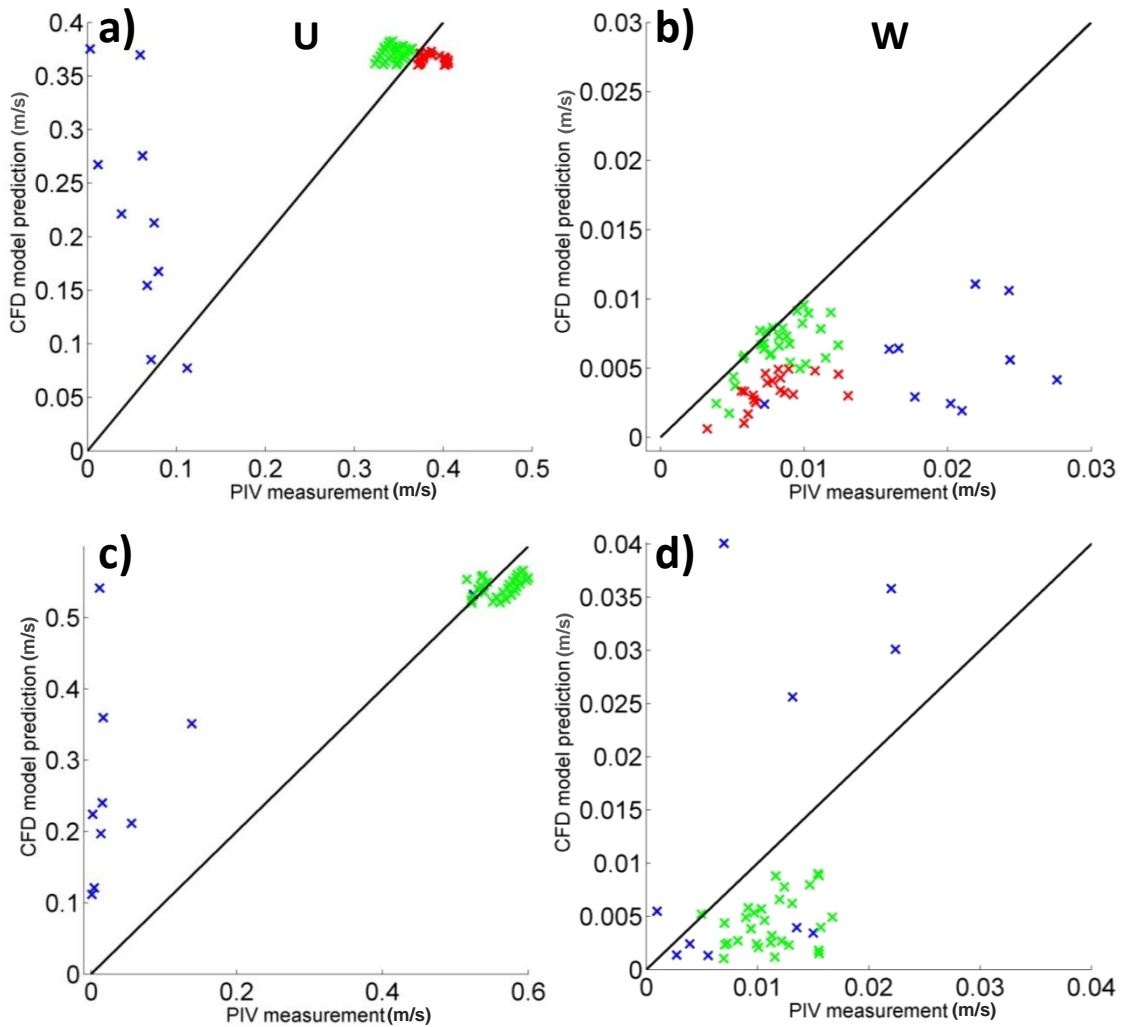 a)
U
CFD model prediction (m/s)
0.4
0.35
0.3
0.25
0.2
0.15
0.1
0.05
0
0 0.1 0.2 0.3 0.4 0.5
PIV measurement (m/s)
b)
W
CFD model prediction (m/s)
0.03
0.025
0.02
0.015
0.01
0.005
0
0 0.01 0.02 0.03
PIV measurement (m/s)
c)
CFD model prediction (m/s)
0.5
0.4
0.3
0.2
0.1
0
0 0.2 0.4 0.6
PIV measurement (m/s)
d)
CFD model prediction (m/s)
0.04
0.035
0.03
0.025
0.02
0.015
0.01
0.005
0
0 0.01 0.02 0.03 0.04
PIV measurement (m/s)